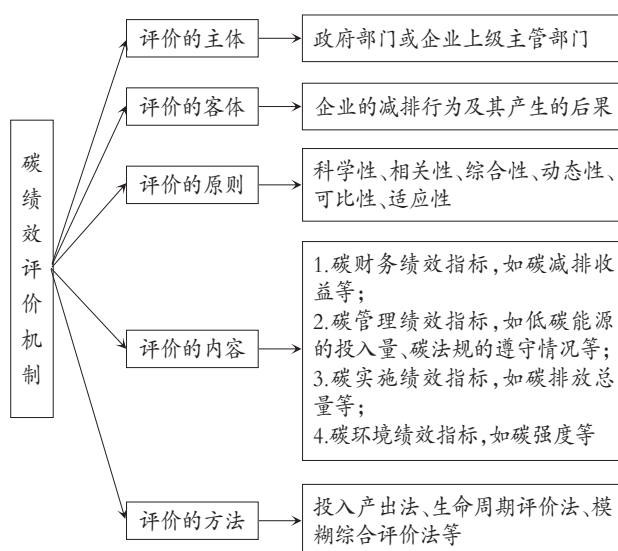 碳绩效评价机制
评价的主体
政府部门或企业上级主管部门
评价的客体
企业的减排行为及其产生的后果
评价的原则
科学性、相关性、综合性、动态性、
可比性、适应性
评价的内容
1.碳财务绩效指标,如碳减排收
益等;
2.碳管理绩效指标,如低碳能源
的投入量、碳法规的遵守情况等;
3.碳实施绩效指标,如碳排放总
量等;
4.碳环境绩效指标,如碳强度等
评价的方法
投入产出法、生命周期评价法、模
糊综合评价法等